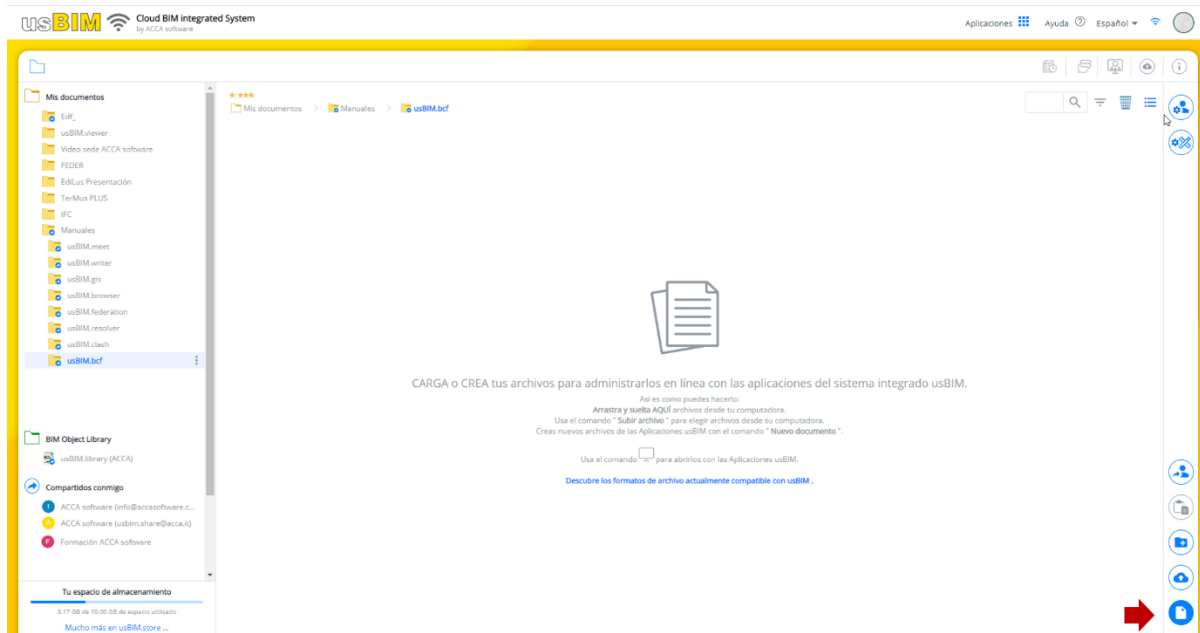 usBIM
Cloud BIM integrated System
by ACCA software
Aplicaciones
Ayuda
Español
Mis documentos
Edf_
usBIM.viewer
Video sede ACCA software
FEDER
EdiLus Presentación
TerMus PLUS
IFC
Manuales
usBIM.meet
usBIM.writer
usBIM.gis
usBIM.browser
usBIM.federation
usBIM.resolver
usBIM.clash
usBIM.bcf
BIM Object Library
usBIM.library (ACCA)
Compartidos conmigo
I ACCA software (info@accasoftware.c...
A ACCA software (usbim.share@acca.it)
F Formación ACCA software
Tu espacio de almacenamiento
3.17 GB de 10.00 GB de espacio utilizado
Mucho más en usBIM.store ...
Mis documentos > Manuales > usBIM.bcf
CARGA o CREA tus archivos para administrarlos en línea con las aplicaciones del sistema integrado usBIM.
Así es como puedes hacerlo:
Arrastra y suelta AQUÍ archivos desde tu computadora.
Usa el comando " Subir archivo " para elegir archivos desde su computadora.
Creas nuevos archivos de las Aplicaciones usBIM con el comando " Nuevo documento ".
Usa el comando para abrirlos con las Aplicaciones usBIM.
Descubre los formatos de archivo actualmente compatible con usBIM .